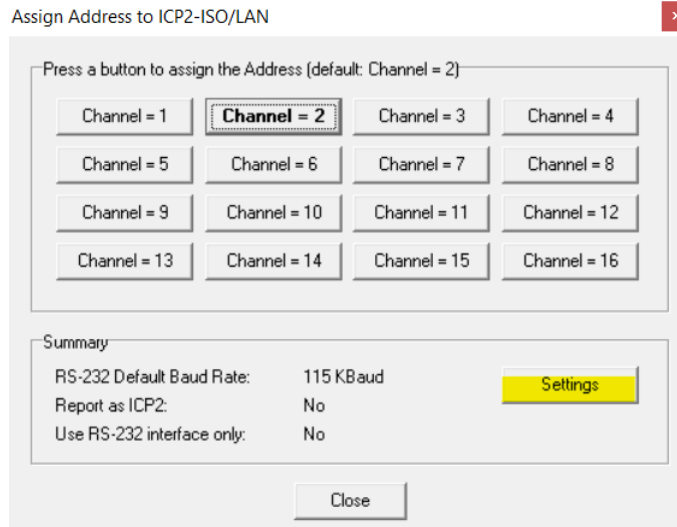 Assign Address to ICP2-ISO/LAN
Press a button to assign the Address (default: Channel = 2)
Channel = 1 Channel = 2 Channel = 3 Channel = 4
Channel = 5 Channel = 6 Channel = 7 Channel = 8
Channel = 9 Channel = 10 Channel = 11 Channel = 12
Channel = 13 Channel = 14 Channel = 15 Channel = 16
Summary
RS-232 Default Baud Rate: 115 KBaud Settings
Report as ICP2: No
Use RS-232 interface only: No
Close